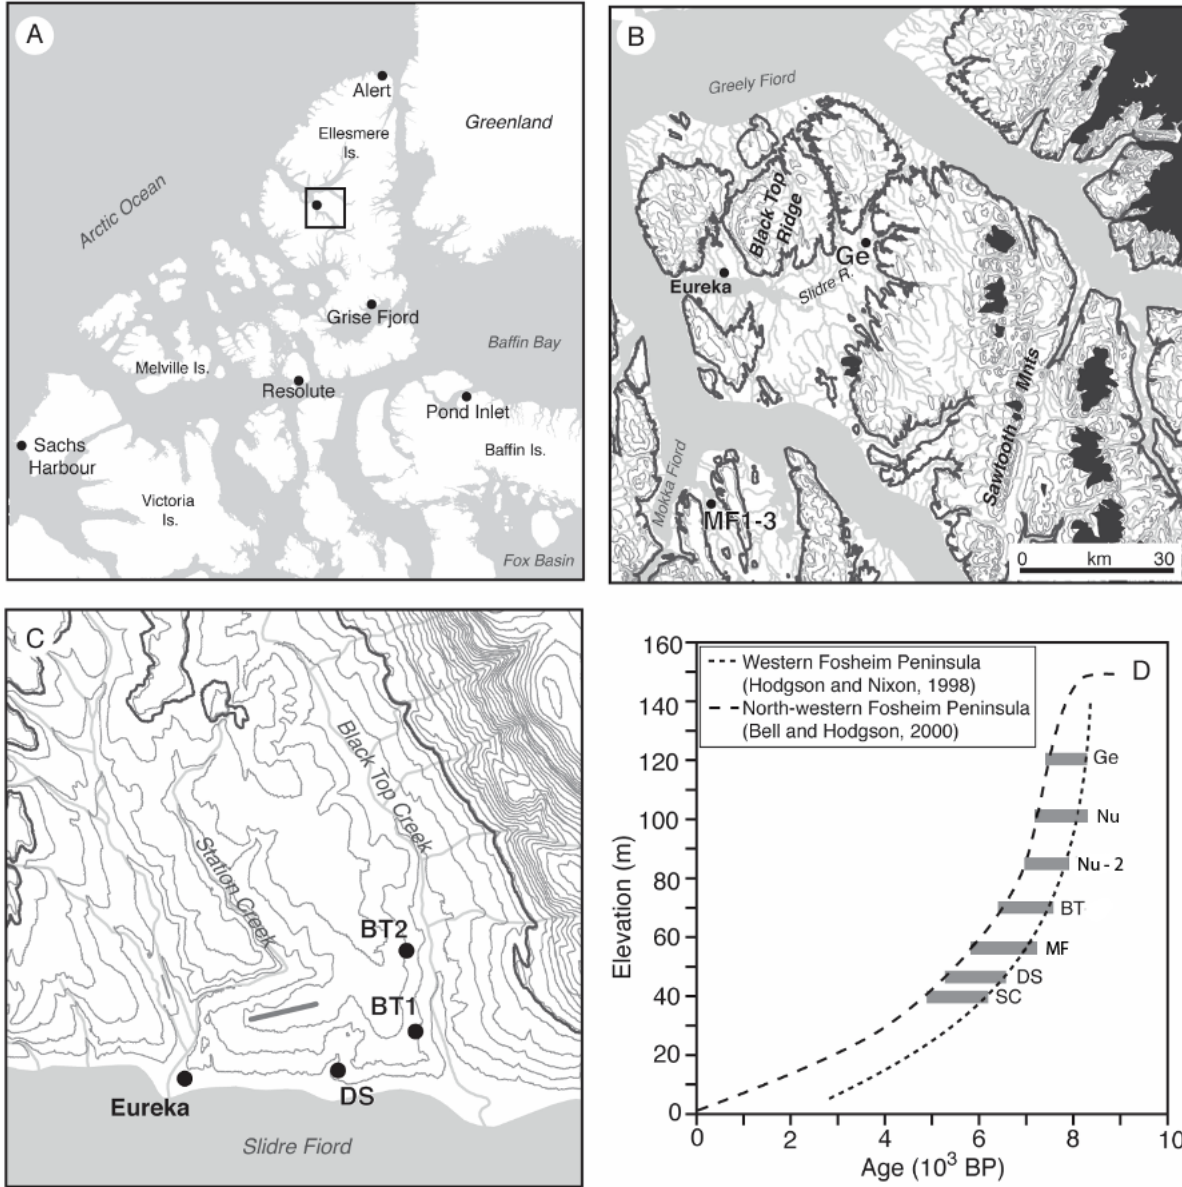 A
Alert
Greenland
Ellesmere
Is.
Arctic Ocean
Grise Fjord
Baffin Bay
Melville Is.
Resolute
Pond Inlet
Sachs
Harbour
Baffin Is.
Victoria
Is.
Fox Basin
B
Greely Fiord
Black Top
Ridge
Ge
Eureka
Slidre R.
Sawtooth Mnts
Mokka Fiord
MF1-3
0 km 30
C
Black Top Creek
Station Creek
BT2
BT1
DS
Eureka
Slidre Fiord
D
Western Fosheim Peninsula
(Hodgson and Nixon, 1998)
North-western Fosheim Peninsula
(Bell and Hodgson, 2000)
160
140
120
100
80
60
40
20
0
Elevation (m)
Ge
Nu
Nu - 2
BT
MF
DS
SC
0 2 4 6 8 10
Age (10³ BP)